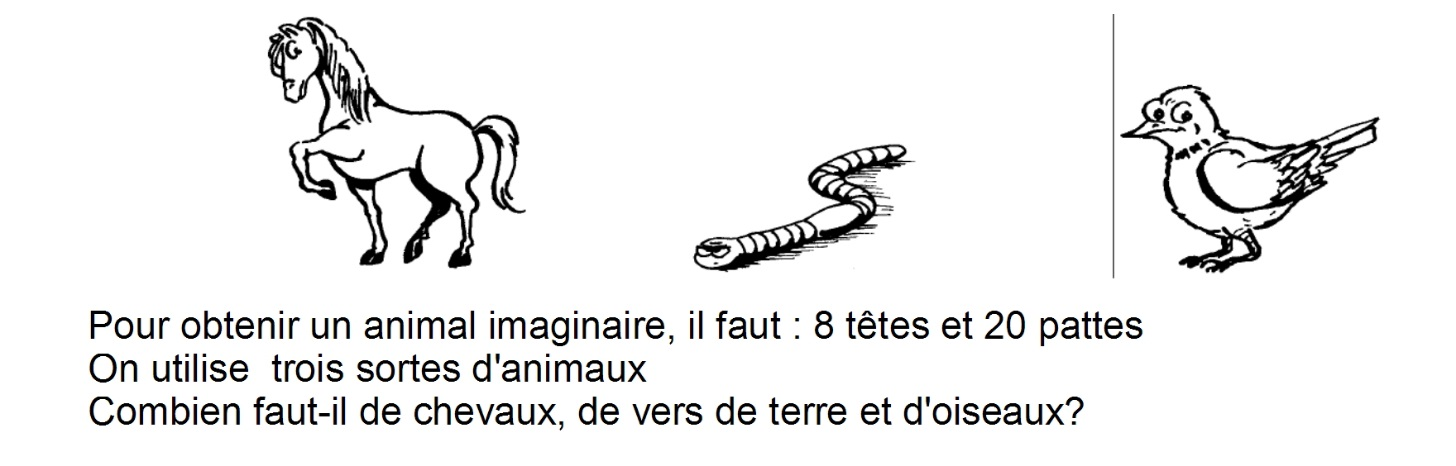 Pour obtenir un animal imaginaire, il faut : 8 têtes et 20 pattes
On utilise  trois sortes d'animaux
Combien faut-il de chevaux, de vers de terre et d'oiseaux?